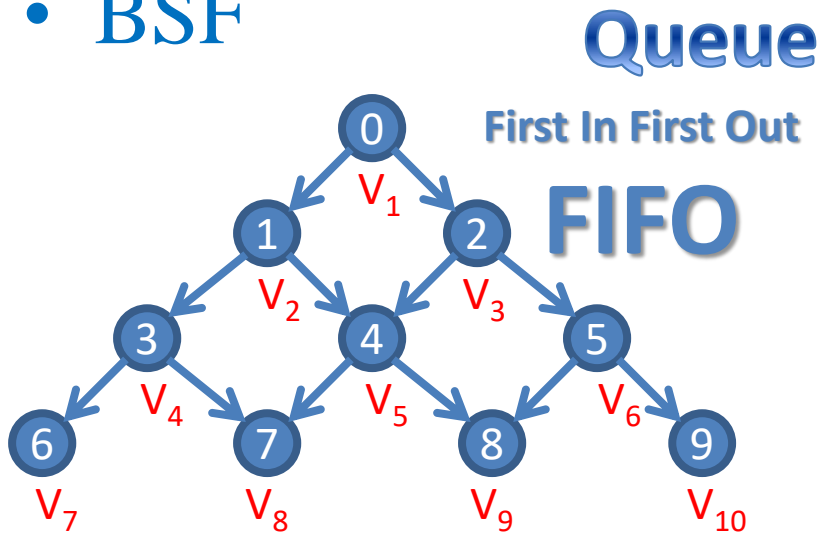 • BSF
Queue
First In First Out
FIFO
0
V₁
1 2
V₂ V₃
3 4 5
V₄ V₅ V₆
6 7 8 9
V₇ V₈ V₉ V₁₀